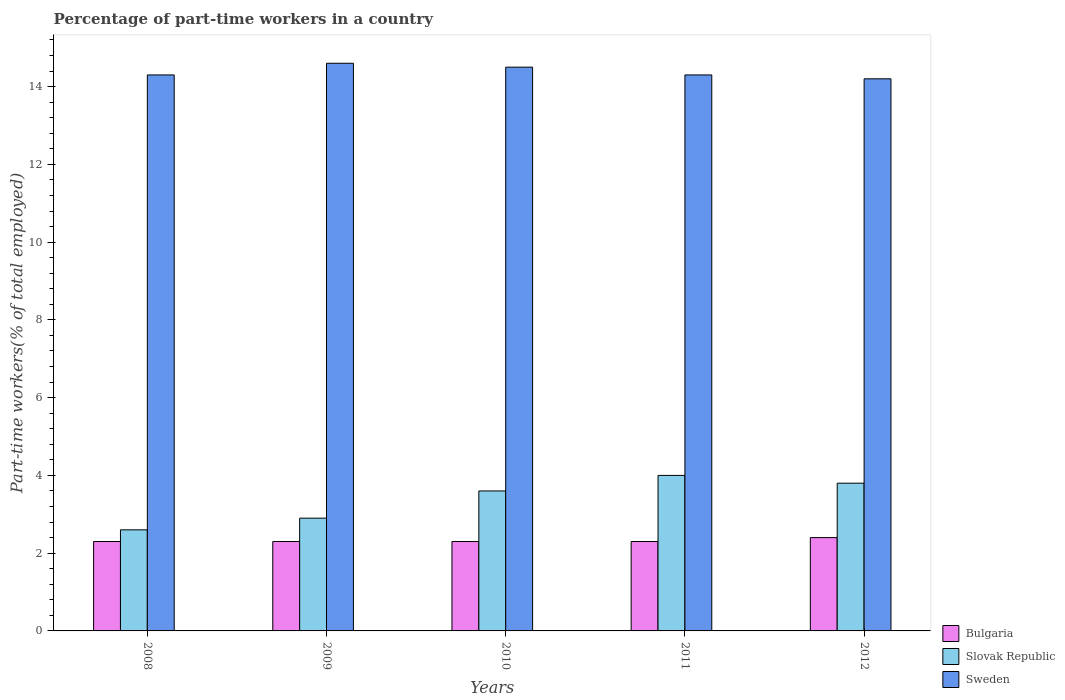 Percentage of part-time workers in a country
Part-time workers(% of total employed)
14
12
10
8
6
4
2
0
2008
2009
2010
2011
2012
Years
Bulgaria
Slovak Republic
Sweden